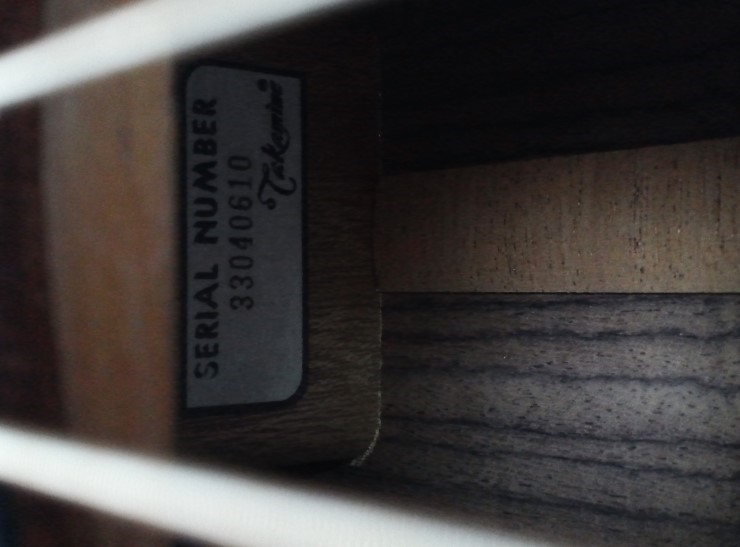 SERIAL NUMBER
33040610
Takamine